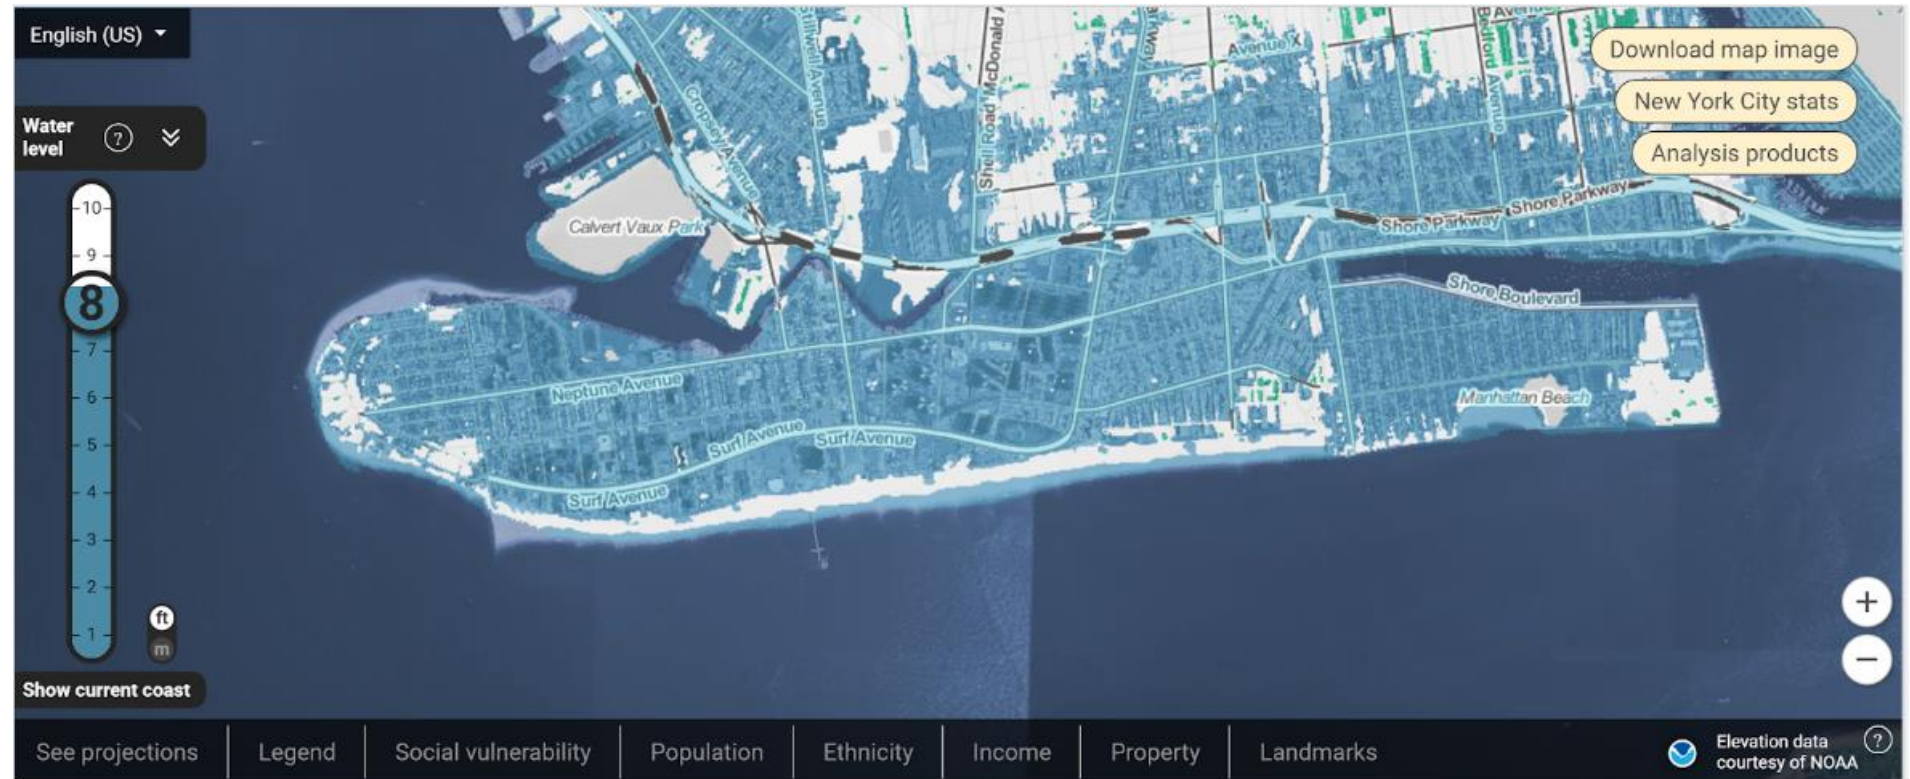 English (US)
Water
level
?
10
9
8
7
6
5
4
3
2
1
ft
m
Show current coast
Stillwell Avenue
Cropsey Avenue
Shell Road
McDonald A
arkway
Avenue X
Avenue
Bedford Avenue
Download map image
New York City stats
Analysis products
Calvert Vaux Park
Shore Parkway
Shore Parkway
Shore Boulevard
Neptune Avenue
Manhattan Beach
Surf Avenue
Surf Avenue
Surf Avenue
+
−
See projections
Legend
Social vulnerability
Population
Ethnicity
Income
Property
Landmarks
Elevation data
courtesy of NOAA
?